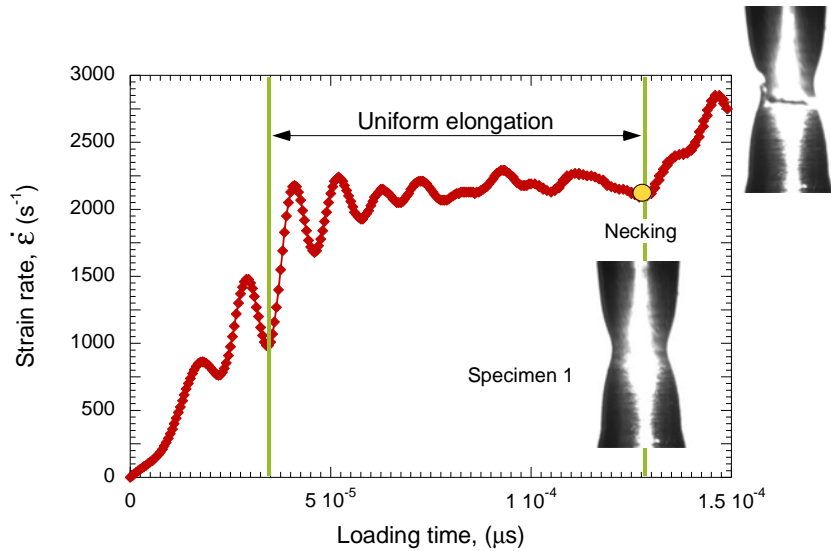 3000
2500
2000
1500
1000
500
0
Strain rate, ε̇ (s⁻¹)
Uniform elongation
Necking
Specimen 1
0
5 10⁻⁵
1 10⁻⁴
1.5 10⁻⁴
Loading time, (μs)